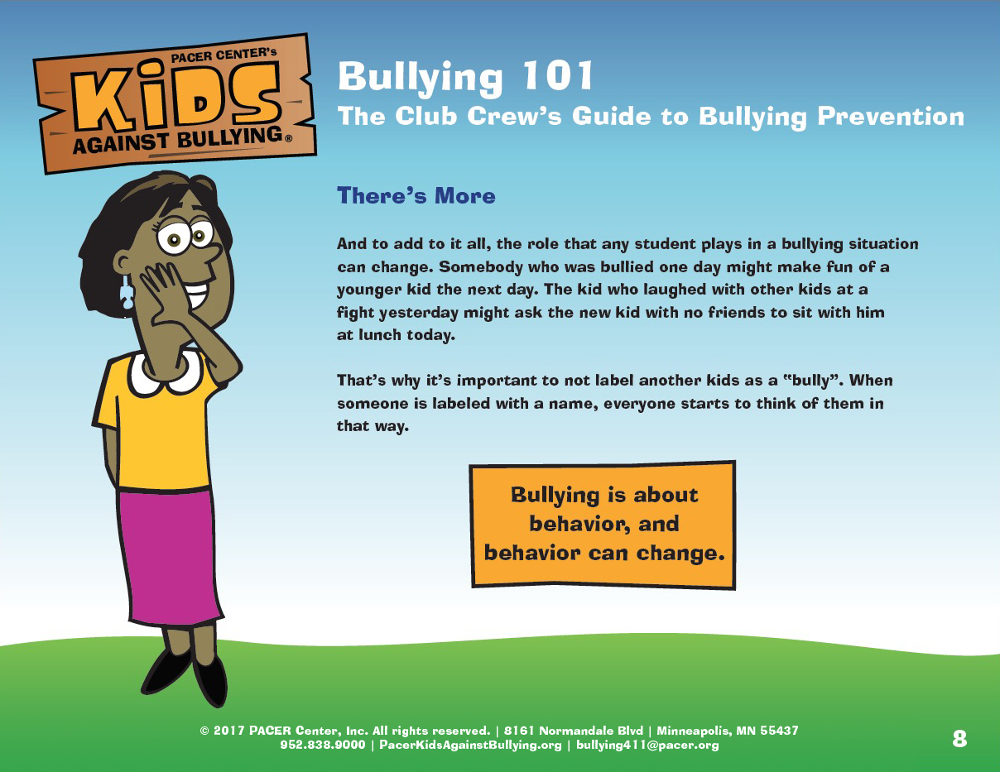 PACER CENTER's
KiDS
AGAINST BULLYING®
Bullying 101
The Club Crew's Guide to Bullying Prevention
There's More
And to add to it all, the role that any student plays in a bullying situation
can change. Somebody who was bullied one day might make fun of a
younger kid the next day. The kid who laughed with other kids at a
fight yesterday might ask the new kid with no friends to sit with him
at lunch today.
That's why it's important to not label another kids as a "bully". When
someone is labeled with a name, everyone starts to think of them in
that way.
Bullying is about
behavior, and
behavior can change.
© 2017 PACER Center, Inc. All rights reserved. | 8161 Normandale Blvd | Minneapolis, MN 55437
952.838.9000 | PacerKidsAgainstBullying.org | bullying411@pacer.org
8